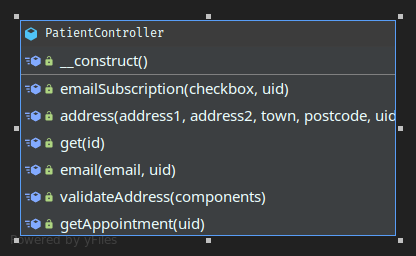 PatientController
__construct()
emailSubscription(checkbox, uid)
address(address1, address2, town, postcode, uid
get(id)
email(email, uid)
validateAddress(components)
getAppointment(uid)
Powered by yFiles